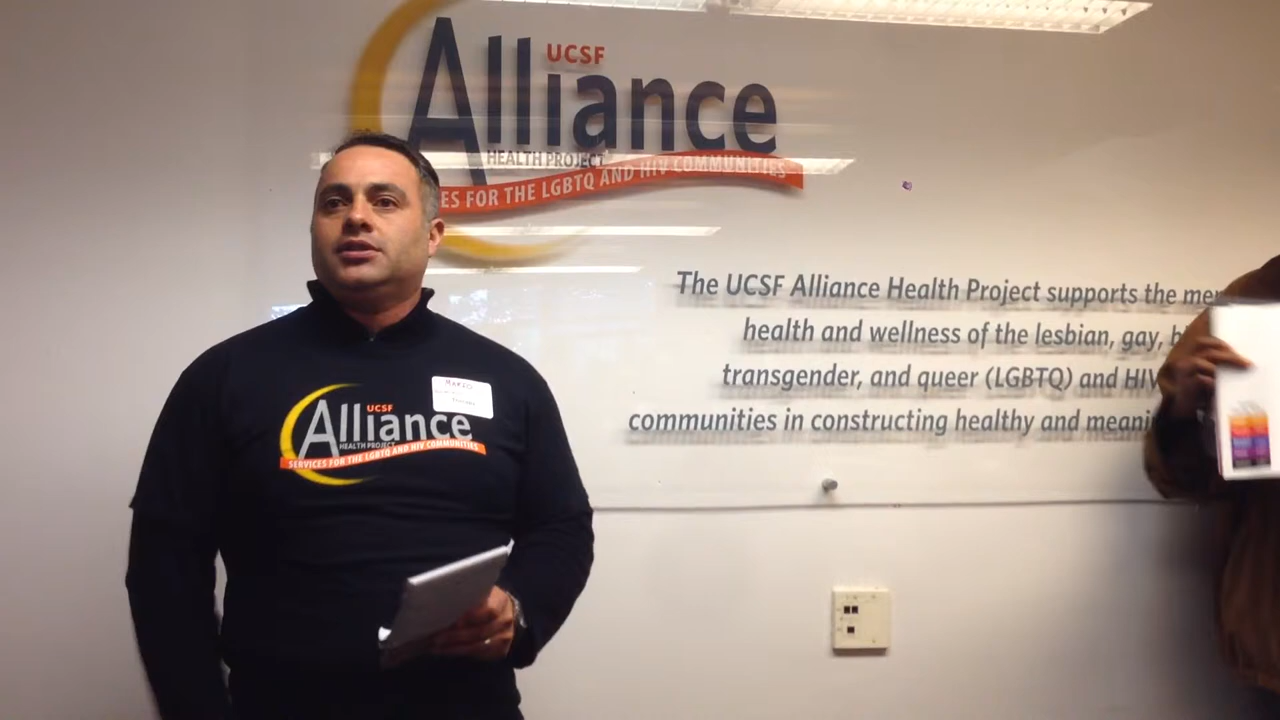 UCSF
Alliance
HEALTH PROJECT
ES FOR THE LGBTQ AND HIV COMMUNITIES
The UCSF Alliance Health Project supports the
health and wellness of the lesbian, gay,
transgender, and queer (LGBTQ) and HIV
communities in constructing healthy and
MARIO
UCSF
Alliance
HEALTH PROJECT
SERVICES FOR THE LGBTQ AND HIV COMMUNITIES